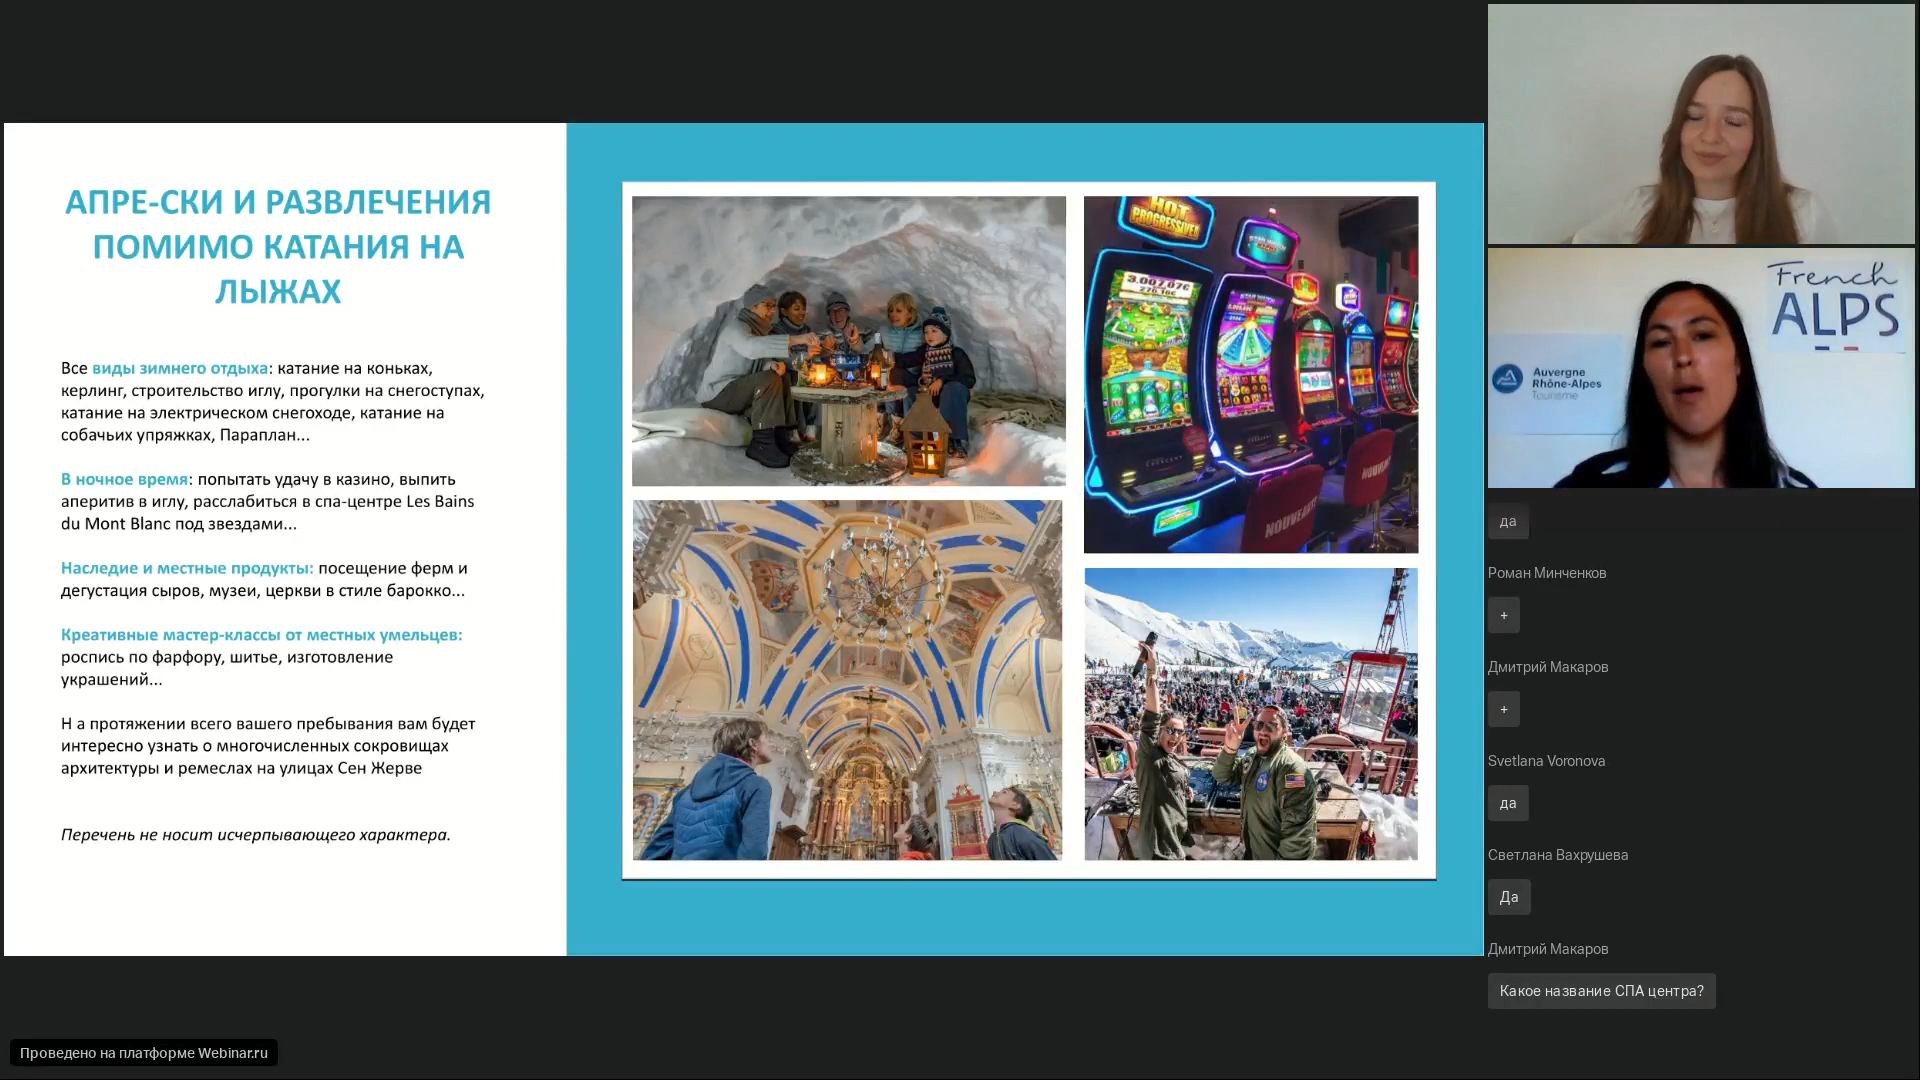 АПРЕ-СКИ И РАЗВЛЕЧЕНИЯ
ПОМИМО КАТАНИЯ НА
ЛЫЖАХ
Все виды зимнего отдыха: катание на коньках,
керлинг, строительство иглу, прогулки на снегоступах,
катание на электрическом снегоходе, катание на
собачьих упряжках, Параплан...
В ночное время: попытать удачу в казино, выпить
аперитив в иглу, расслабиться в спа-центре Les Bains
du Mont Blanc под звездами...
Наследие и местные продукты: посещение ферм и
дегустация сыров, музеи, церкви в стиле барокко...
Креативные мастер-классы от местных умельцев:
роспись по фарфору, шитье, изготовление
украшений...
Н а протяжении всего вашего пребывания вам будет
интересно узнать о многочисленных сокровищах
архитектуры и ремеслах на улицах Сен Жерве
Перечень не носит исчерпывающего характера.
HOT
PROGRESSIVES
NOUVEAU
French
ALPS
Auvergne
Rhône-Alpes
Tourisme
да
Роман Минченков
+
Дмитрий Макаров
+
Svetlana Voronova
да
Светлана Вахрушева
Да
Дмитрий Макаров
Какое название СПА центра?
Проведено на платформе Webinar.ru